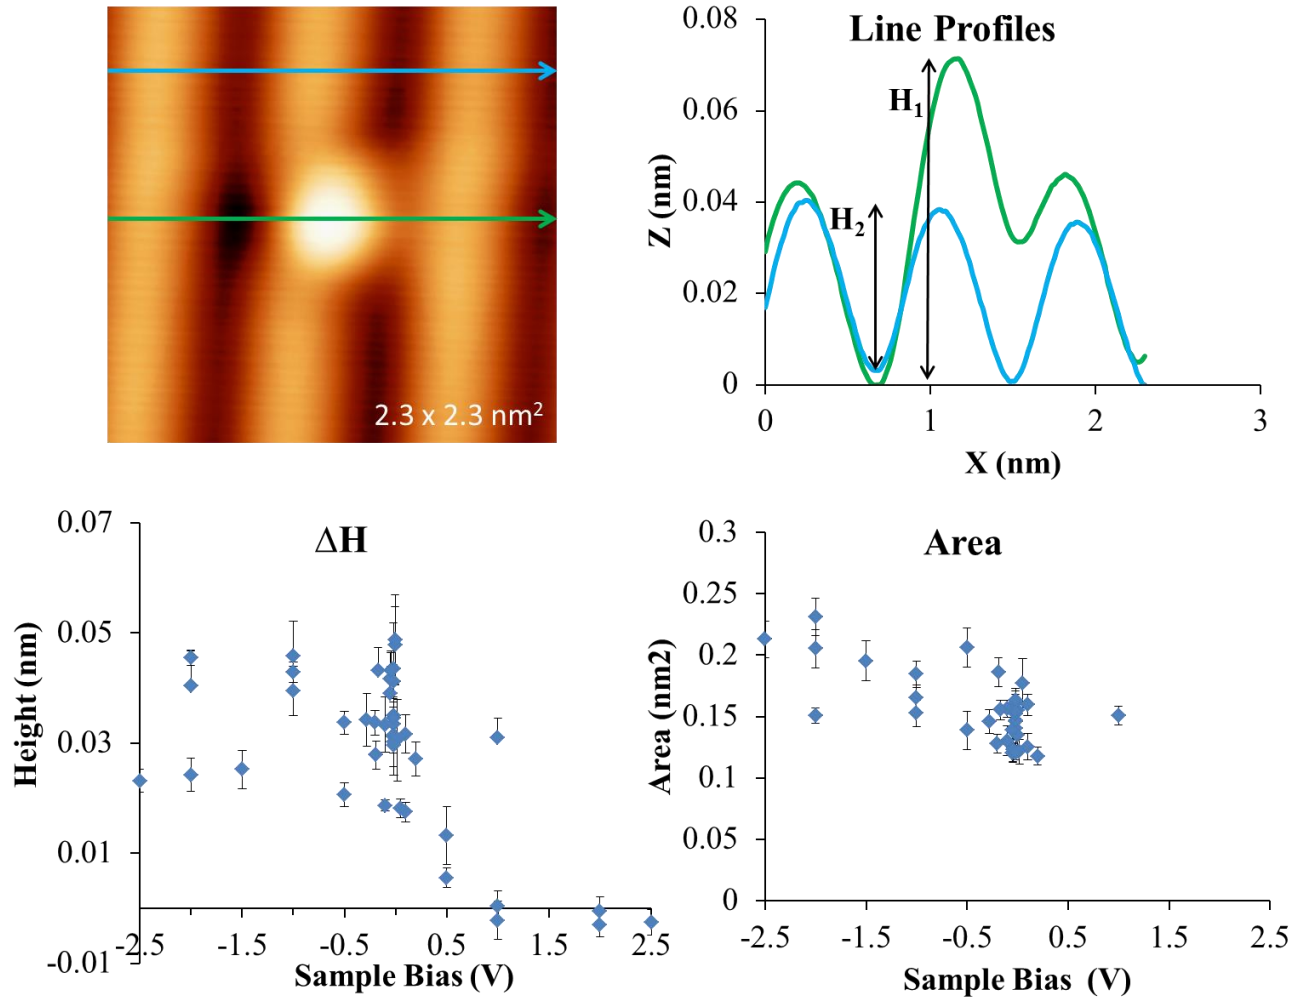 2.3 x 2.3 nm²
Line Profiles
0.08
0.06
0.04
0.02
0
Z (nm)
H₁
H₂
0 1 2 3
X (nm)
ΔH
0.07
0.05
0.03
0.01
-0.01
Height (nm)
-2.5 -1.5 -0.5 0.5 1.5 2.5
Sample Bias (V)
Area
0.3
0.25
0.2
0.15
0.1
0.05
0
Area (nm2)
-2.5 -1.5 -0.5 0.5 1.5 2.5
Sample Bias (V)